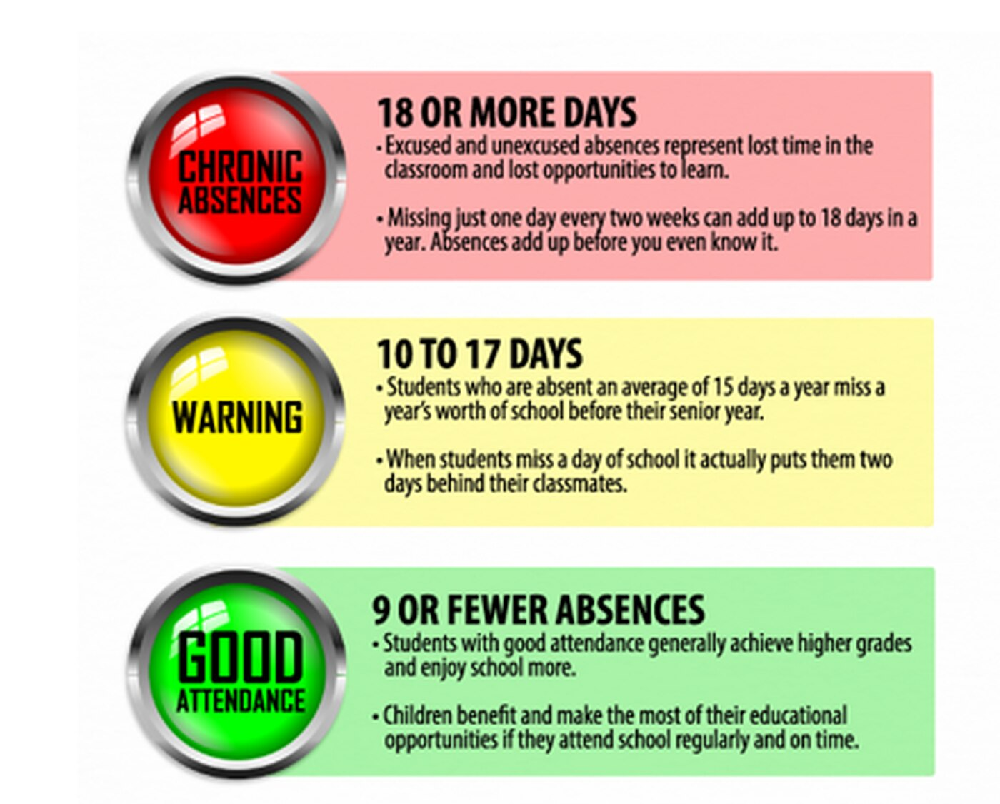 CHRONIC
ABSENCES
18 OR MORE DAYS
• Excused and unexcused absences represent lost time in the
classroom and lost opportunities to learn.
• Missing just one day every two weeks can add up to 18 days in a
year. Absences add up before you even know it.
WARNING
10 TO 17 DAYS
• Students who are absent an average of 15 days a year miss a
year's worth of school before their senior year.
• When students miss a day of school it actually puts them two
days behind their classmates.
GOOD
ATTENDANCE
9 OR FEWER ABSENCES
• Students with good attendance generally achieve higher grades
and enjoy school more.
• Children benefit and make the most of their educational
opportunities if they attend school regularly and on time.